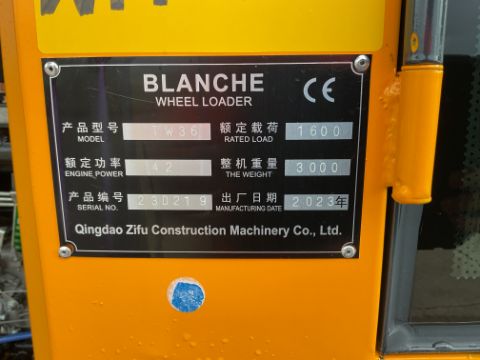 BLANCHE
WHEEL LOADER
CE
产品型号 TW36 额定载荷 1600
MODEL RATED LOAD
额定功率 42 整机重量 3000
ENGINE POWER THE WEIGHT
产品编号 230219 出厂日期 2023年
SERIAL NO. MANUFACTURING DATE
Qingdao Zifu Construction Machinery Co., Ltd.